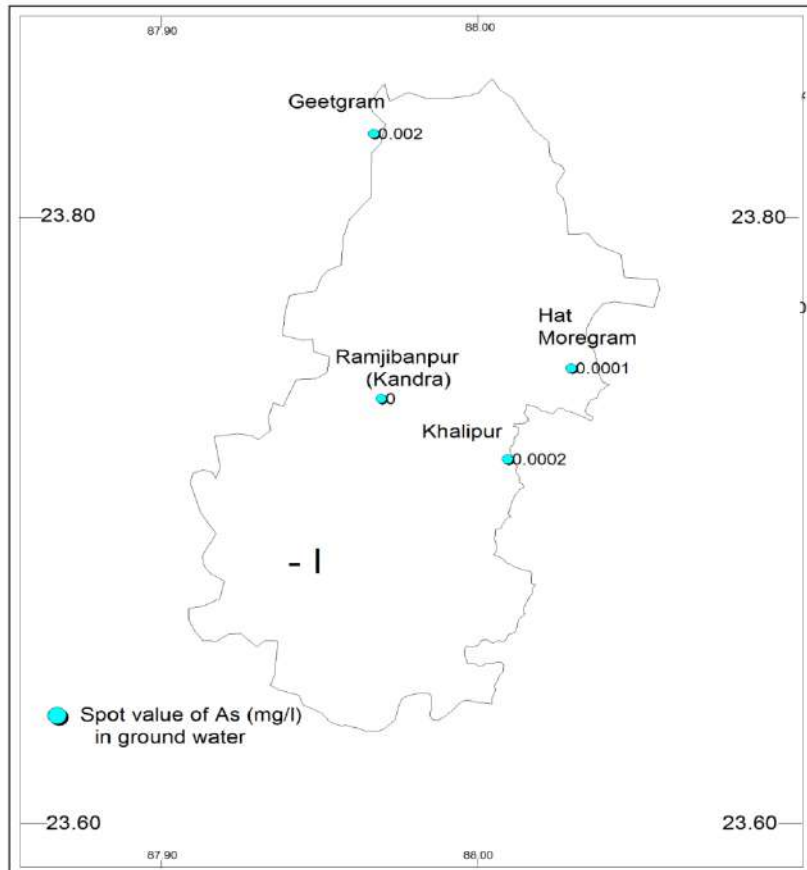 87.90 88.00
Geetgram
0.002
23.80 23.80
Hat
Moregram
0.0001
Ramjibanpur
(Kandra)
0
Khalipur
0.0002
- I
Spot value of As (mg/l)
in ground water
23.60 23.60
87.90 88.00